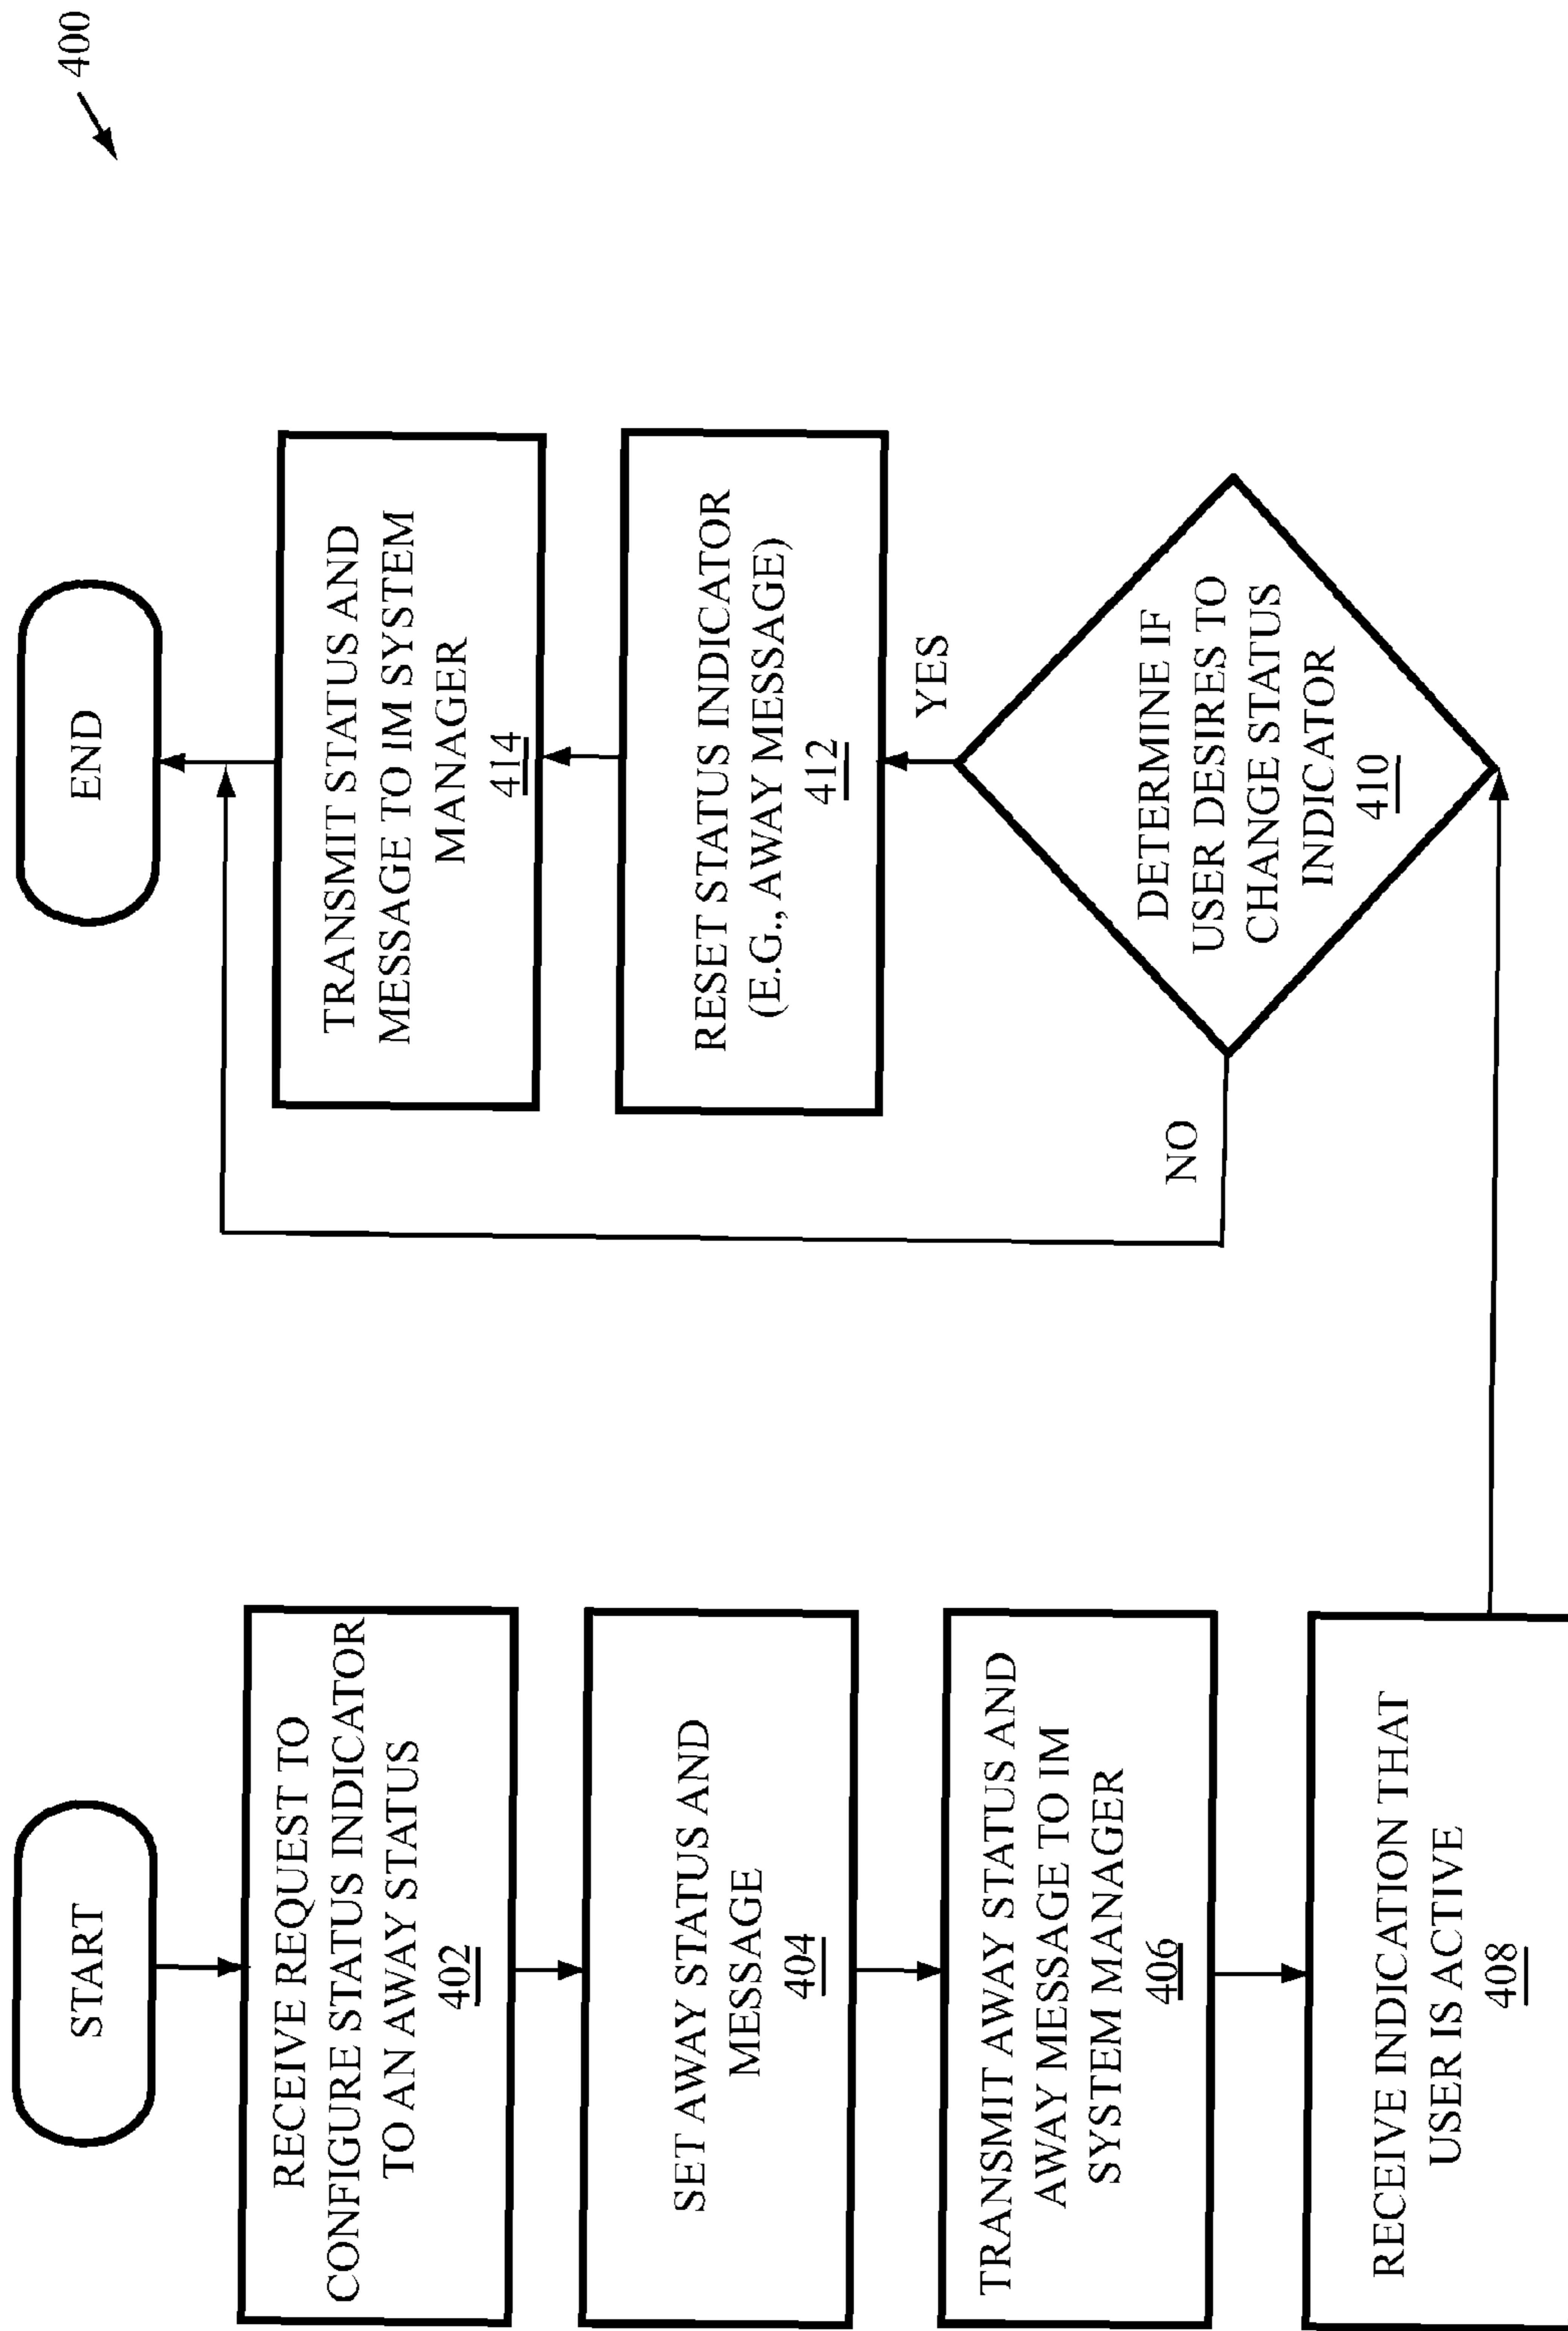 400
START
RECEIVE REQUEST TO
CONFIGURE STATUS INDICATOR
TO AN AWAY STATUS
402
SET AWAY STATUS AND
MESSAGE
404
TRANSMIT AWAY STATUS AND
AWAY MESSAGE TO IM
SYSTEM MANAGER
406
RECEIVE INDICATION THAT
USER IS ACTIVE
408
END
TRANSMIT STATUS AND
MESSAGE TO IM SYSTEM
MANAGER
414
RESET STATUS INDICATOR
(E.G., AWAY MESSAGE)
412
YES
NO
DETERMINE IF
USER DESIRES TO
CHANGE STATUS
INDICATOR
410